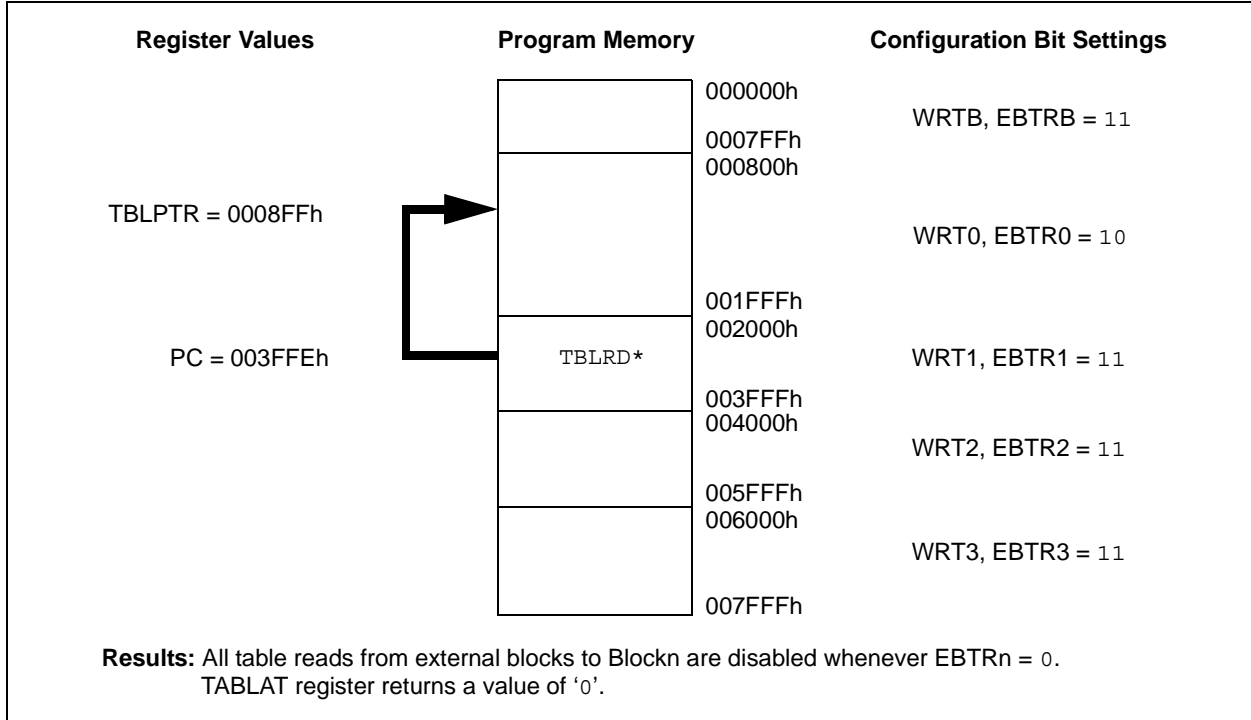 Register Values Program Memory Configuration Bit Settings
000000h
WRTB, EBTRB = 11
0007FFh
000800h
TBLPTR = 0008FFh
WRT0, EBTR0 = 10
001FFFh
002000h
PC = 003FFEh TBLRD* WRT1, EBTR1 = 11
003FFFh
004000h
WRT2, EBTR2 = 11
005FFFh
006000h
WRT3, EBTR3 = 11
007FFFh
Results: All table reads from external blocks to Blockn are disabled whenever EBTRn = 0.
TABLAT register returns a value of ‘0’.